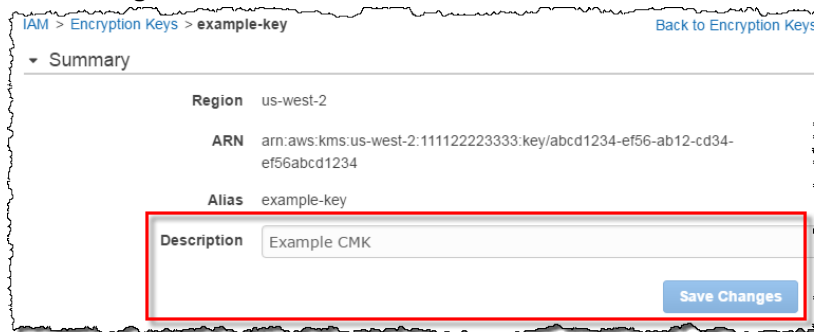 IAM > Encryption Keys > example-key Back to Encryption Keys
Summary
Region us-west-2
ARN arn:aws:kms:us-west-2:111122223333:key/abcd1234-ef56-ab12-cd34-
ef56abcd1234
Alias example-key
Description Example CMK
Save Changes